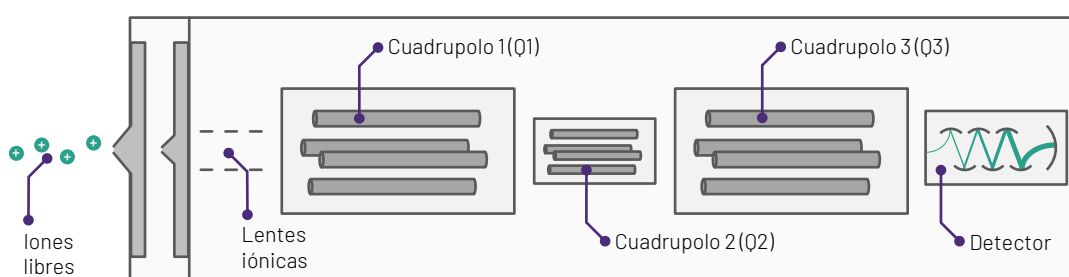 Cuadrupolo 1 (Q1)
Cuadrupolo 3 (Q3)
Iones
libres
Lentes
iónicas
Cuadrupolo 2 (Q2)
Detector